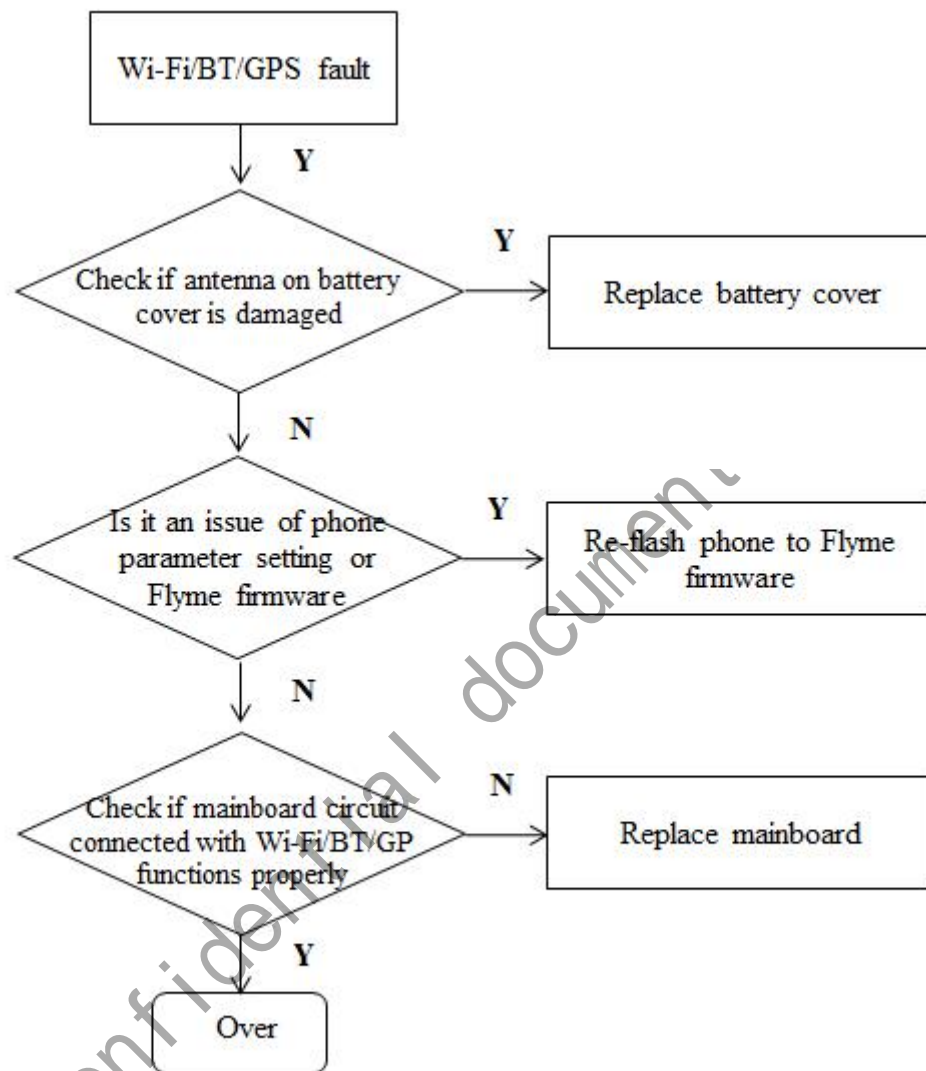 Wi-Fi/BT/GPS fault
Y
Check if antenna on battery
cover is damaged
Y
Replace battery cover
N
Is it an issue of phone
parameter setting or
Flyme firmware
Y
Re-flash phone to Flyme
firmware
N
Check if mainboard circuit
connected with Wi-Fi/BT/GP
functions properly
N
Replace mainboard
Y
Over
onfidential document